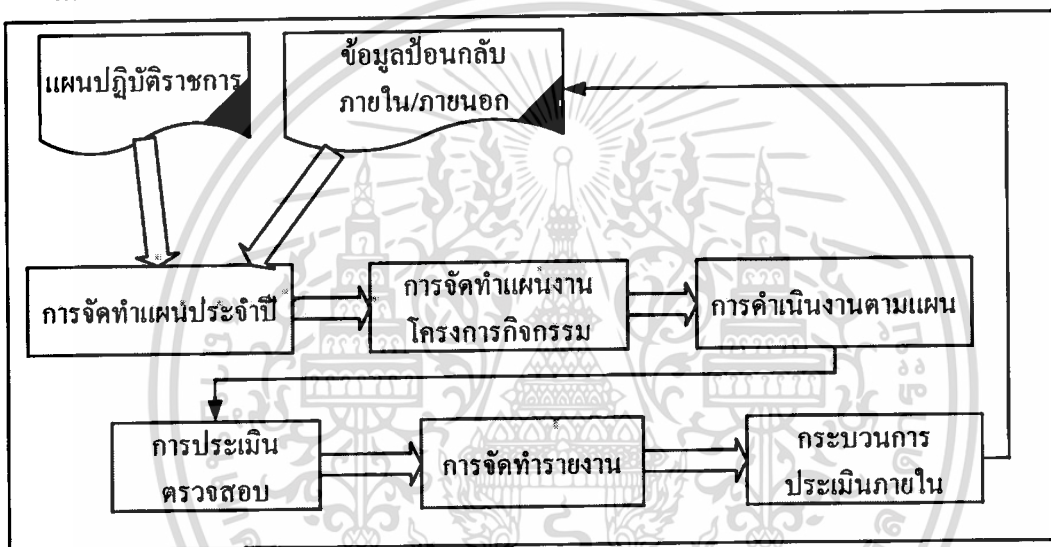 แผนปฏิบัติราชการ
ข้อมูลป้อนกลับ
ภายใน/ภายนอก
การจัดทำแผนประจำปี
การจัดทำแผนงาน
โครงการกิจกรรม
การดำเนินงานตามแผน
การประเมิน
ตรวจสอบ
การจัดทำรายงาน
กระบวนการ
ประเมินภายใน